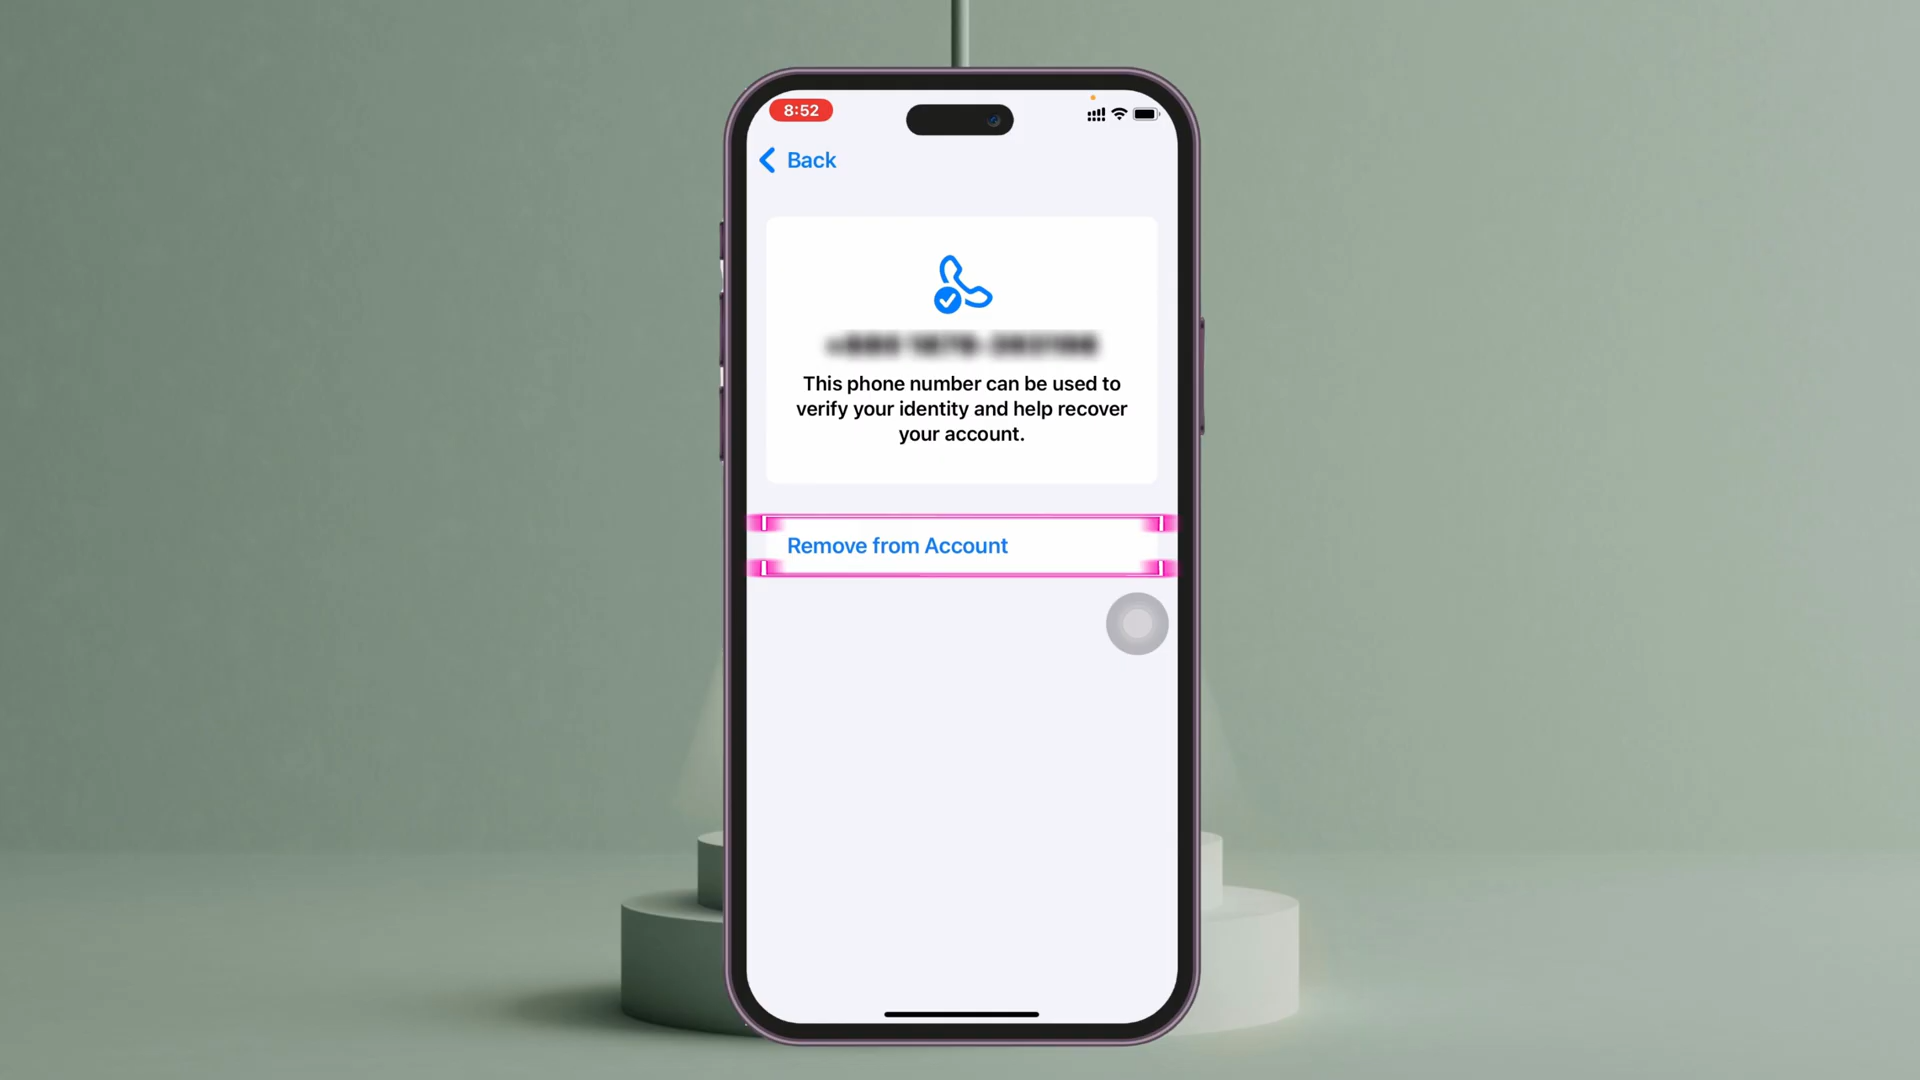 8:52
Back
This phone number can be used to
verify your identity and help recover
your account.
Remove from Account